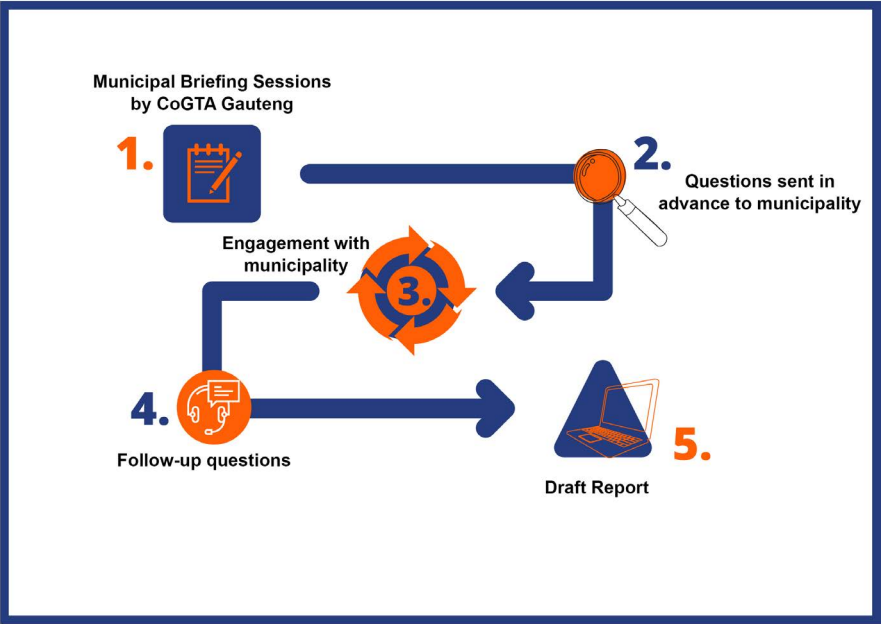 Municipal Briefing Sessions
by CoGTA Gauteng
1.
2.
Questions sent in
advance to municipality
Engagement with
municipality
3.
4.
Follow-up questions
5.
Draft Report